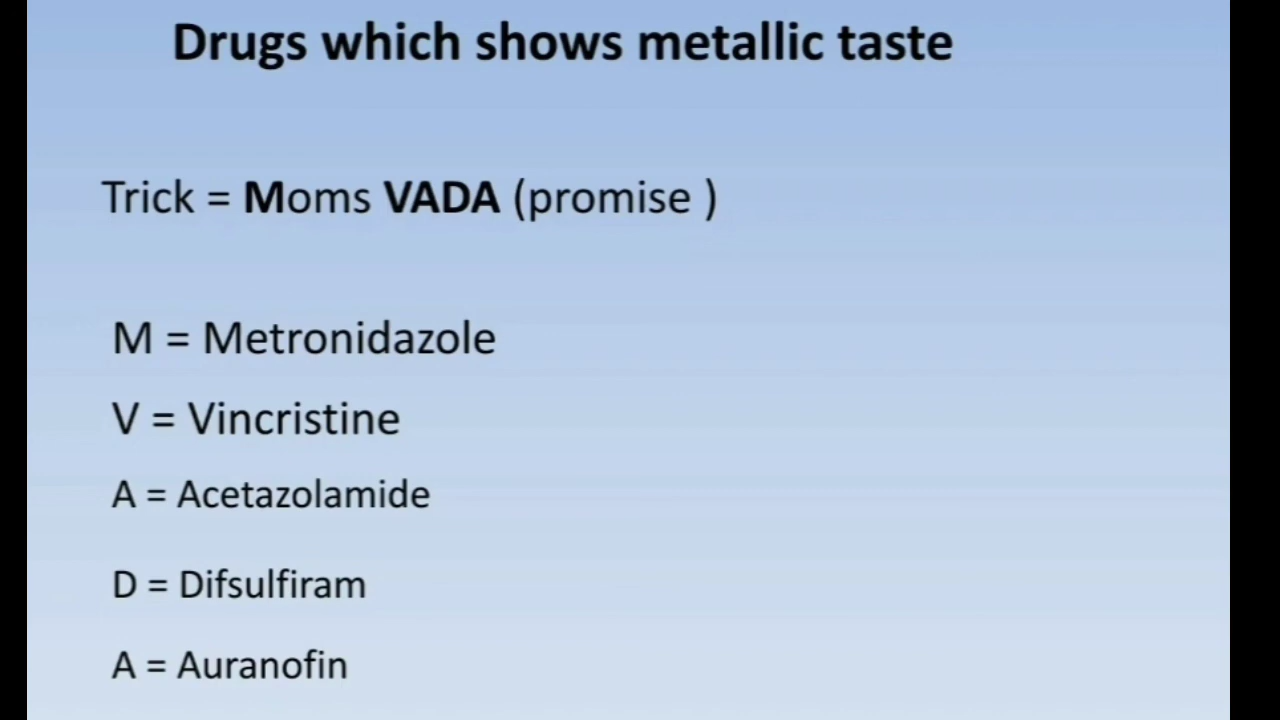 Drugs which shows metallic taste
Trick = Moms VADA (promise )
M = Metronidazole
V = Vincristine
A = Acetazolamide
D = Difsulfiram
A = Auranofin